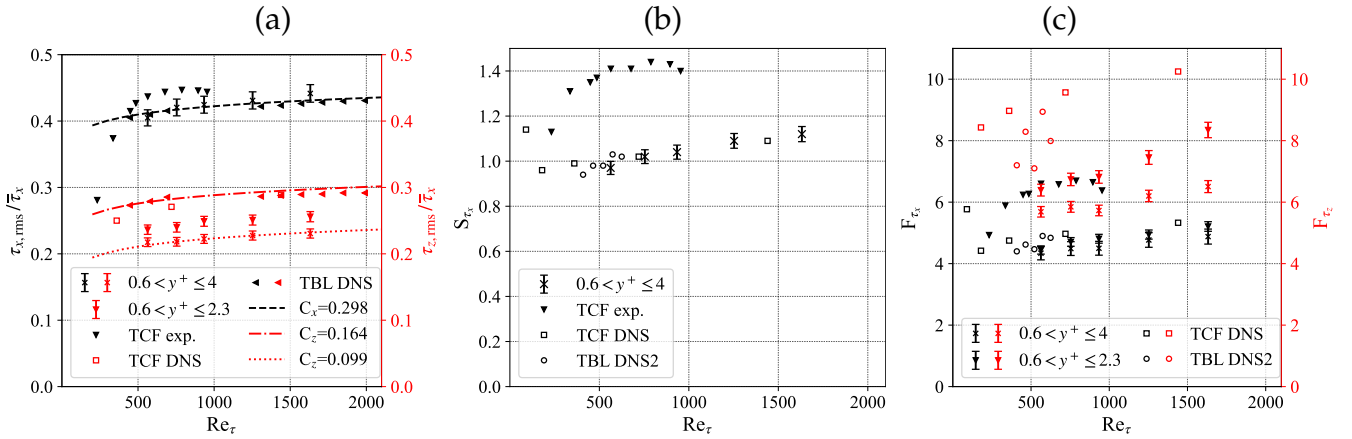 (a)
0.5
0.4
0.3
0.2
0.1
0.0
τx,rms/τ̅x
0.5
0.4
0.3
0.2
0.1
0.0
τz,rms/τ̅x
0.6 < y+ ≤ 4
0.6 < y+ ≤ 2.3
TCF exp.
TCF DNS
TBL DNS
Cx=0.298
Cz=0.164
Cz=0.099
500 1000 1500 2000
Reτ
(b)
1.4
1.2
1.0
0.8
0.6
0.4
0.2
0.0
Sτx
0.6 < y+ ≤ 4
TCF exp.
TCF DNS
TBL DNS2
500 1000 1500 2000
Reτ
(c)
10
8
6
4
2
0
Fτx
10
8
6
4
2
0
Fτz
0.6 < y+ ≤ 4
0.6 < y+ ≤ 2.3
TCF DNS
TBL DNS2
500 1000 1500 2000
Reτ